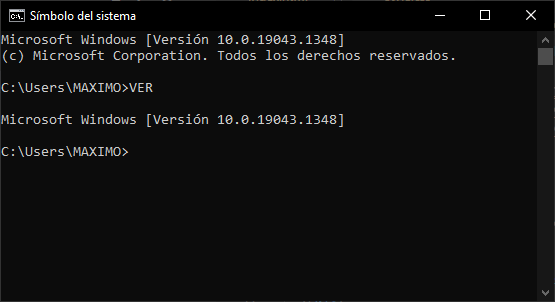 Símbolo del sistema
Microsoft Windows [Versión 10.0.19043.1348]
(c) Microsoft Corporation. Todos los derechos reservados.
C:\Users\MAXIMO>VER
Microsoft Windows [Versión 10.0.19043.1348]
C:\Users\MAXIMO>